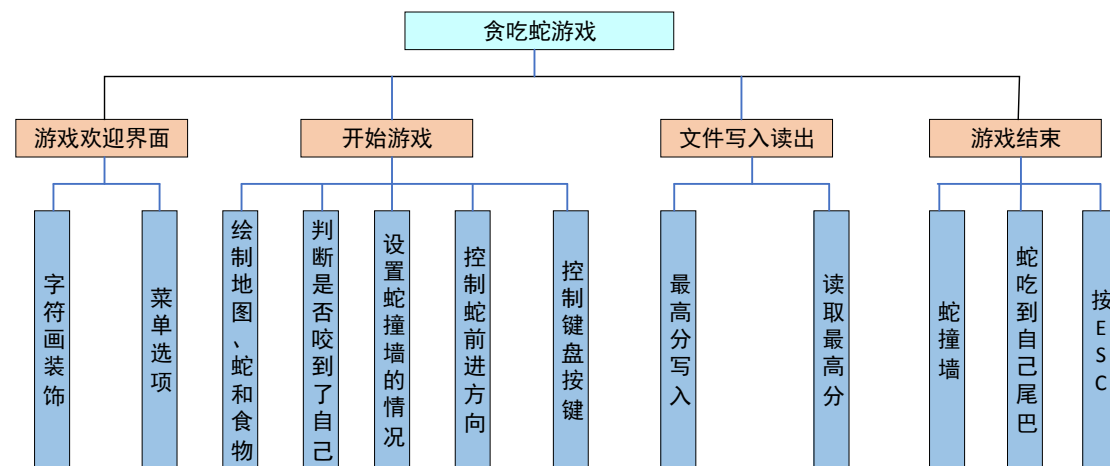 贪吃蛇游戏
游戏欢迎界面
开始游戏
文件写入读出
游戏结束
字符画装饰
菜单选项
绘制地图、蛇和食物
判断是否咬到了自己
设置蛇撞墙的情况
控制蛇前进方向
控制键盘按键
最高分写入
读取最高分
蛇撞墙
蛇吃到自己尾巴
按ESC